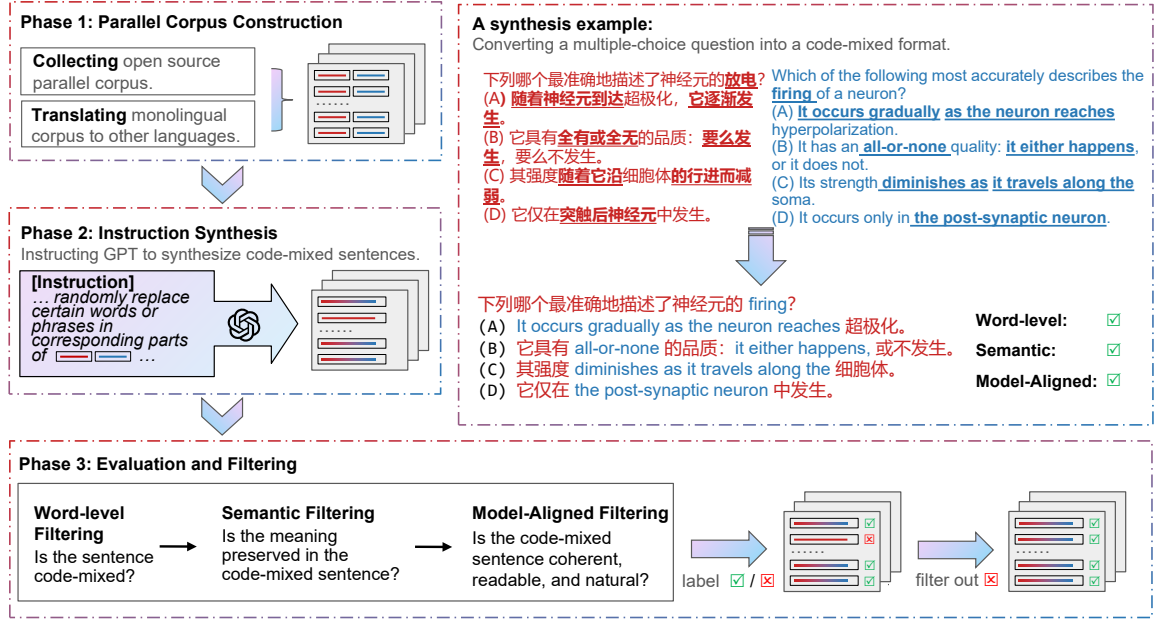 Phase 1: Parallel Corpus Construction
Collecting open source
parallel corpus.
Translating monolingual
corpus to other languages.
......
Phase 2: Instruction Synthesis
Instructing GPT to synthesize code-mixed sentences.
[Instruction]
... randomly replace
certain words or
phrases in
corresponding parts
of ...
......
A synthesis example:
Converting a multiple-choice question into a code-mixed format.
下列哪个最准确地描述了神经元的放电?
(A) 随着神经元到达超极化，它逐渐发
生。
(B) 它具有全有或全无的品质：要么发
生，要么不发生。
(C) 其强度随着它沿细胞体的行进而减
弱。
(D) 它仅在突触后神经元中发生。
Which of the following most accurately describes the
firing of a neuron?
(A) It occurs gradually as the neuron reaches
hyperpolarization.
(B) It has an all-or-none quality: it either happens,
or it does not.
(C) Its strength diminishes as it travels along the
soma.
(D) It occurs only in the post-synaptic neuron.
下列哪个最准确地描述了神经元的 firing?
(A) It occurs gradually as the neuron reaches 超极化。
(B) 它具有 all-or-none 的品质：it either happens, 或不发生。
(C) 其强度 diminishes as it travels along the 细胞体。
(D) 它仅在 the post-synaptic neuron 中发生。
Word-level:
Semantic:
Model-Aligned:
Phase 3: Evaluation and Filtering
Word-level
Filtering
Is the sentence
code-mixed?
Semantic Filtering
Is the meaning
preserved in the
code-mixed sentence?
Model-Aligned Filtering
Is the code-mixed
sentence coherent,
readable, and natural?
label /
......
filter out
......